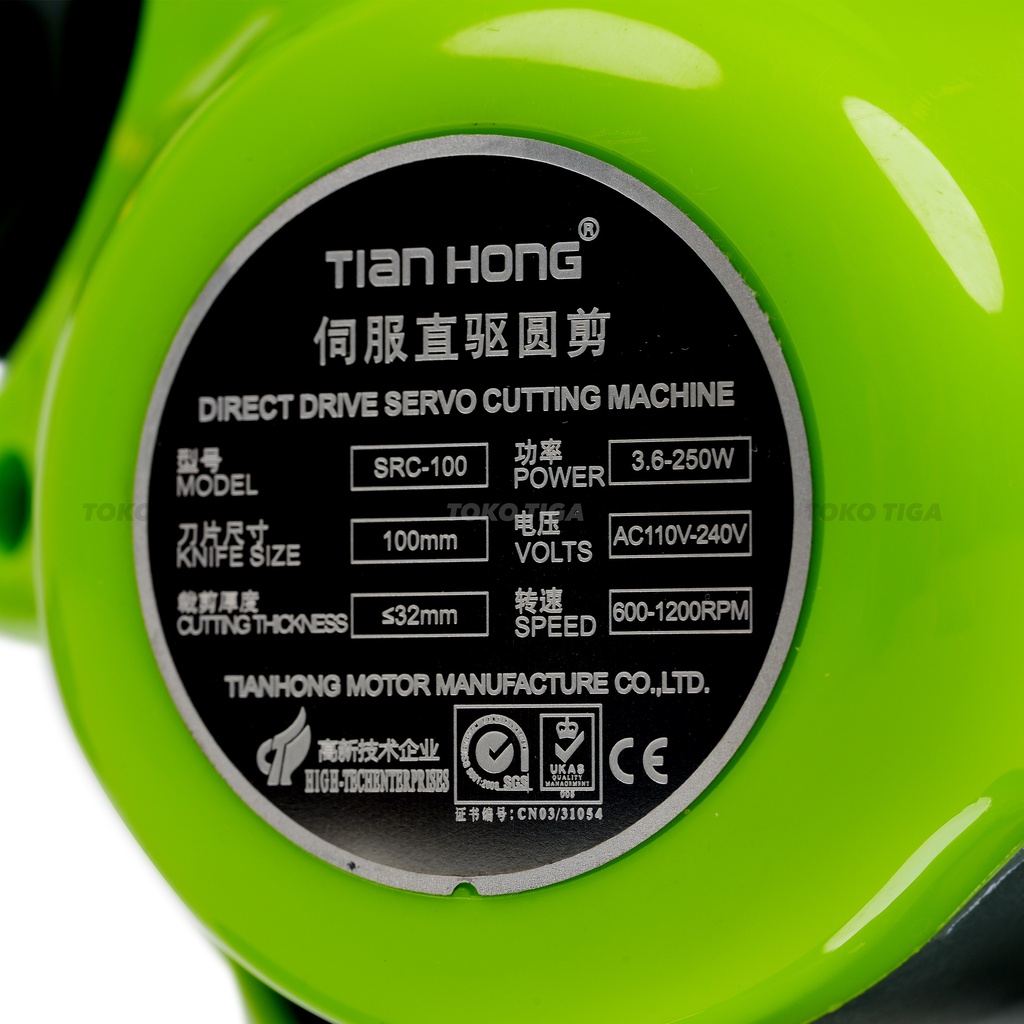 TIAN HONG®
伺服直驱圆剪
DIRECT DRIVE SERVO CUTTING MACHINE
型号
MODEL
SRC-100
功率
POWER
3.6-250W
刀片尺寸
KNIFE SIZE
100mm
电压
VOLTS
AC110V-240V
裁剪厚度
CUTTING THICKNESS
≤32mm
转速
SPEED
600-1200RPM
TOKO TIGA
TOKO TIGA
TOKO TIGA
TIANHONG MOTOR MANUFACTURE CO.,LTD.
高新技术企业
HIGH-TECHENTERPRISES
SGS
UKAS
QUALITY
MANAGEMENT
005
CE
证书编号:CN03/31054